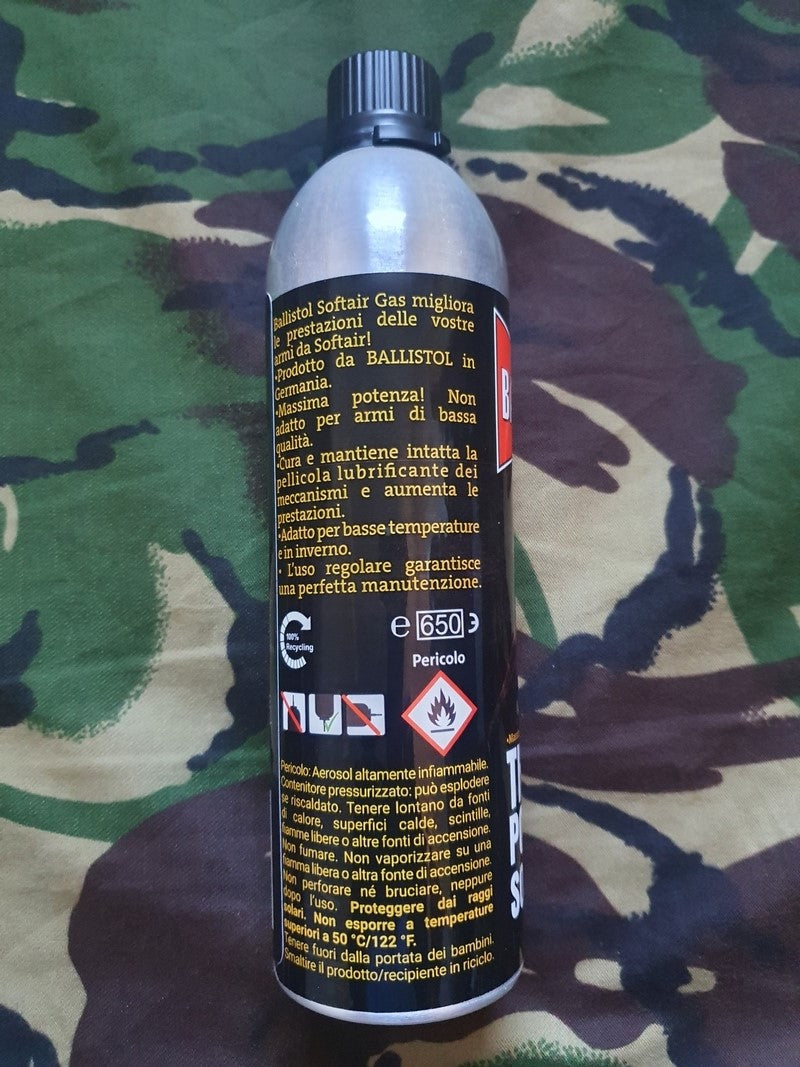 Ballistol Softair Gas migliora
le prestazioni delle vostre
armi da Softair!
•Prodotto da BALLISTOL in
Germania.
•Massima potenza! Non
adatto per armi di bassa
qualità.
•Cura e mantiene intatta la
pellicola lubrificante dei
meccanismi e aumenta le
prestazioni.
•Adatto per basse temperature
e in inverno.
• L'uso regolare garantisce
una perfetta manutenzione.
100%
Recycling
e 650
Pericolo
Pericolo: Aerosol altamente infiammabile.
Contenitore pressurizzato: può esplodere
se riscaldato. Tenere lontano da fonti
di calore, superfici calde, scintille,
fiamme libere o altre fonti di accensione.
Non fumare. Non vaporizzare su una
fiamma libera o altra fonte di accensione.
Non perforare né bruciare, neppure
dopo l'uso. Proteggere dai raggi
solari. Non esporre a temperature
superiori a 50 °C/122 °F.
Tenere fuori dalla portata dei bambini.
Smaltire il prodotto/recipiente in riciclo.